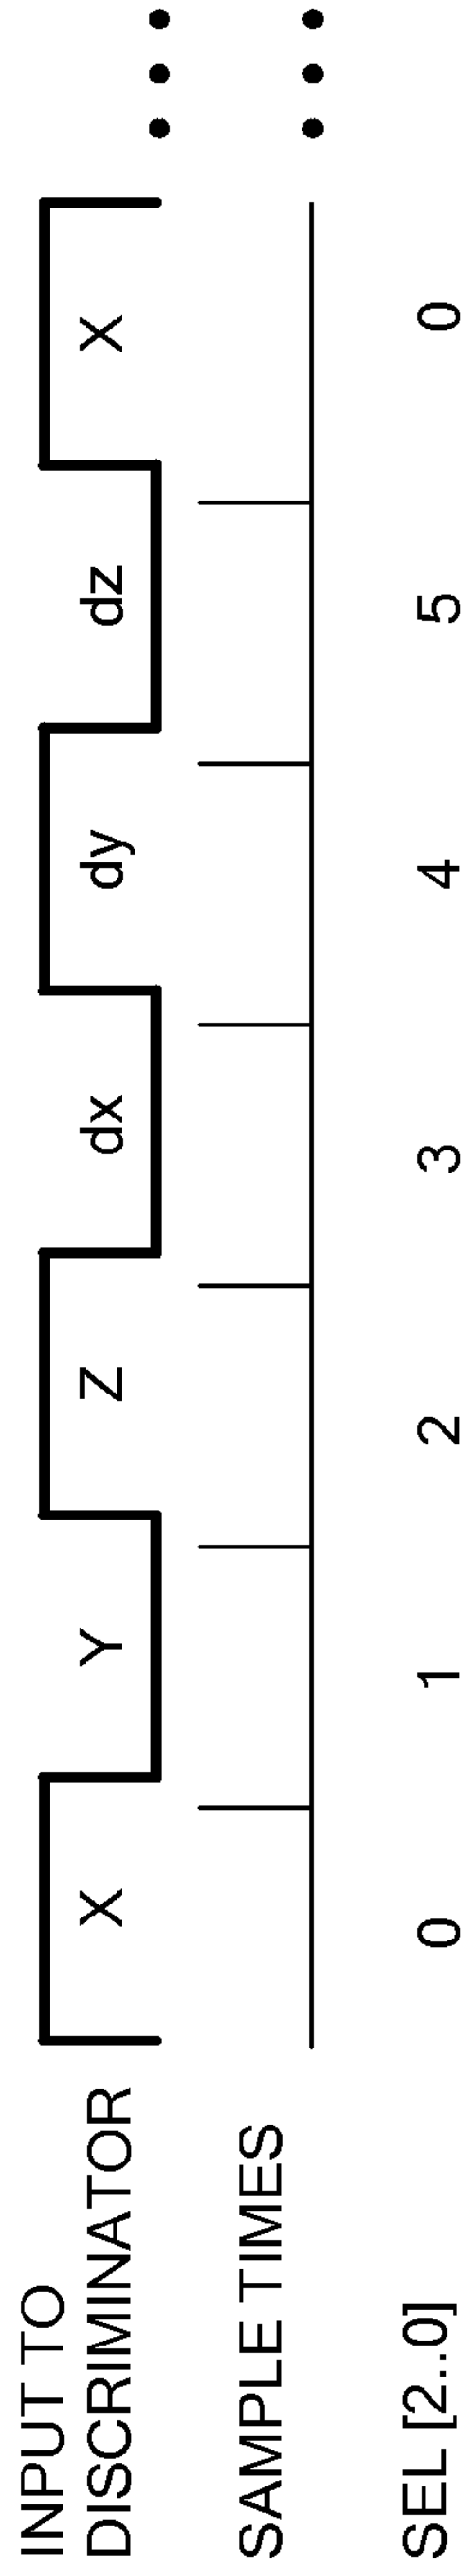 INPUT TO
DISCRIMINATOR
X Y Z dx dy dz X
SAMPLE TIMES
SEL [2..0]
0 1 2 3 4 5 0